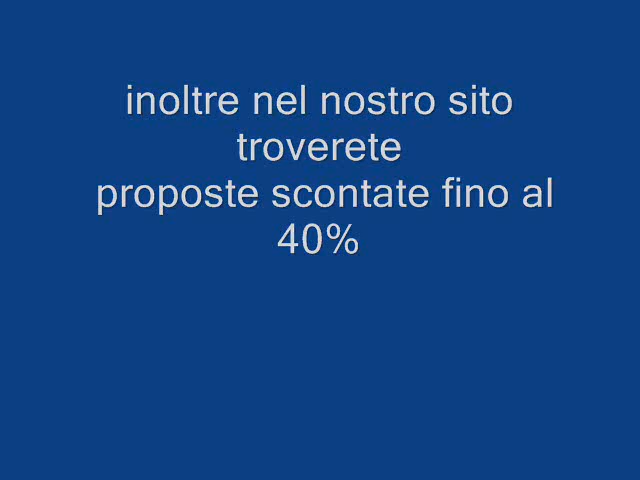 inoltre nel nostro sito
troverete
proposte scontate fino al
40%